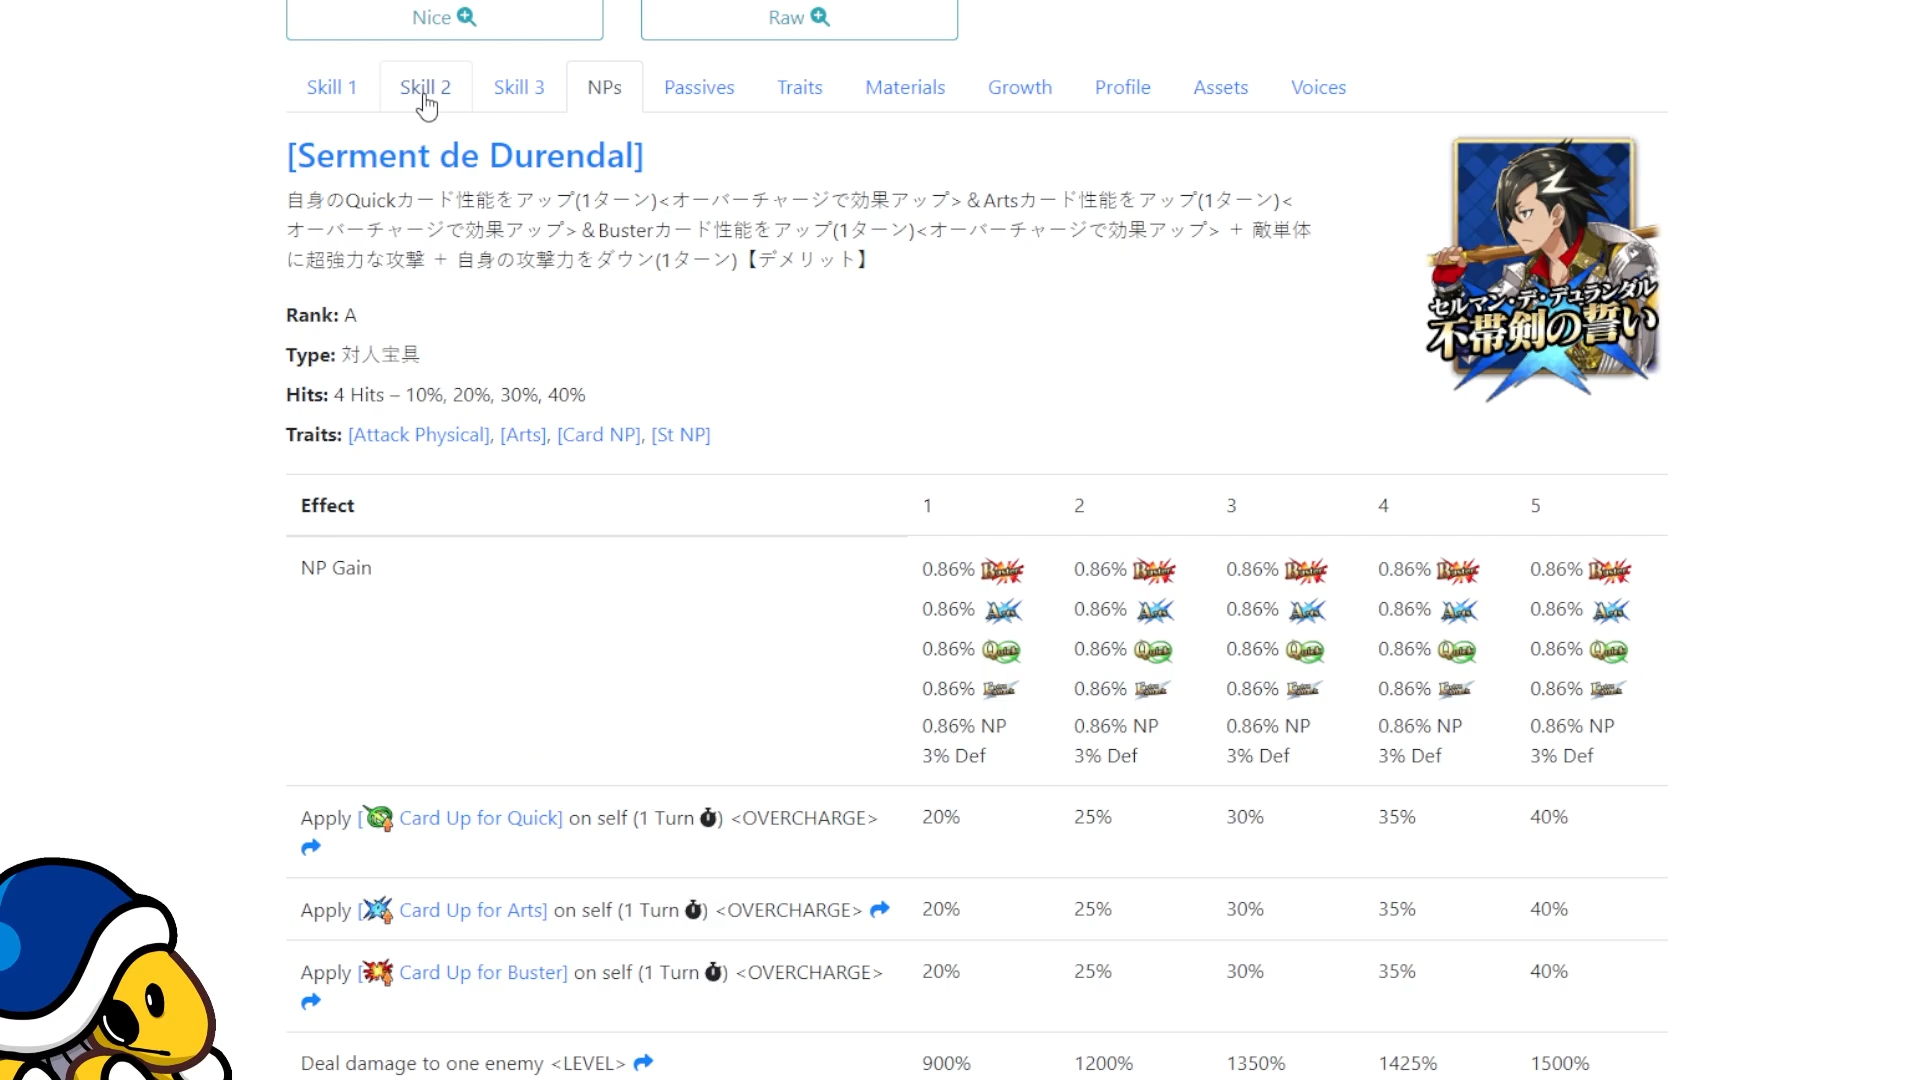 Nice
Raw
Skill 1
Skill 2
Skill 3
NPs
Passives
Traits
Materials
Growth
Profile
Assets
Voices
[Serment de Durendal]
自身のQuickカード性能をアップ(1ターン)<オーバーチャージで効果アップ>＆Artsカード性能をアップ(1ターン)<
オーバーチャージで効果アップ>＆Busterカード性能をアップ(1ターン)<オーバーチャージで効果アップ> ＋ 敵単体
に超強力な攻撃 ＋ 自身の攻撃力をダウン(1ターン)【デメリット】
セルマン・デ・デュランダル
不帯剣の誓い
Rank: A
Type: 対人宝具
Hits: 4 Hits – 10%, 20%, 30%, 40%
Traits: [Attack Physical], [Arts], [Card NP], [St NP]
Effect 1 2 3 4 5
NP Gain
0.86% Buster 0.86% Buster 0.86% Buster 0.86% Buster 0.86% Buster
0.86% Arts 0.86% Arts 0.86% Arts 0.86% Arts 0.86% Arts
0.86% Quick 0.86% Quick 0.86% Quick 0.86% Quick 0.86% Quick
0.86% 0.86% 0.86% 0.86% 0.86%
0.86% NP 0.86% NP 0.86% NP 0.86% NP 0.86% NP
3% Def 3% Def 3% Def 3% Def 3% Def
Apply [Card Up for Quick] on self (1 Turn) <OVERCHARGE> 20% 25% 30% 35% 40%
Apply [Card Up for Arts] on self (1 Turn) <OVERCHARGE> 20% 25% 30% 35% 40%
Apply [Card Up for Buster] on self (1 Turn) <OVERCHARGE> 20% 25% 30% 35% 40%
Deal damage to one enemy <LEVEL> 900% 1200% 1350% 1425% 1500%